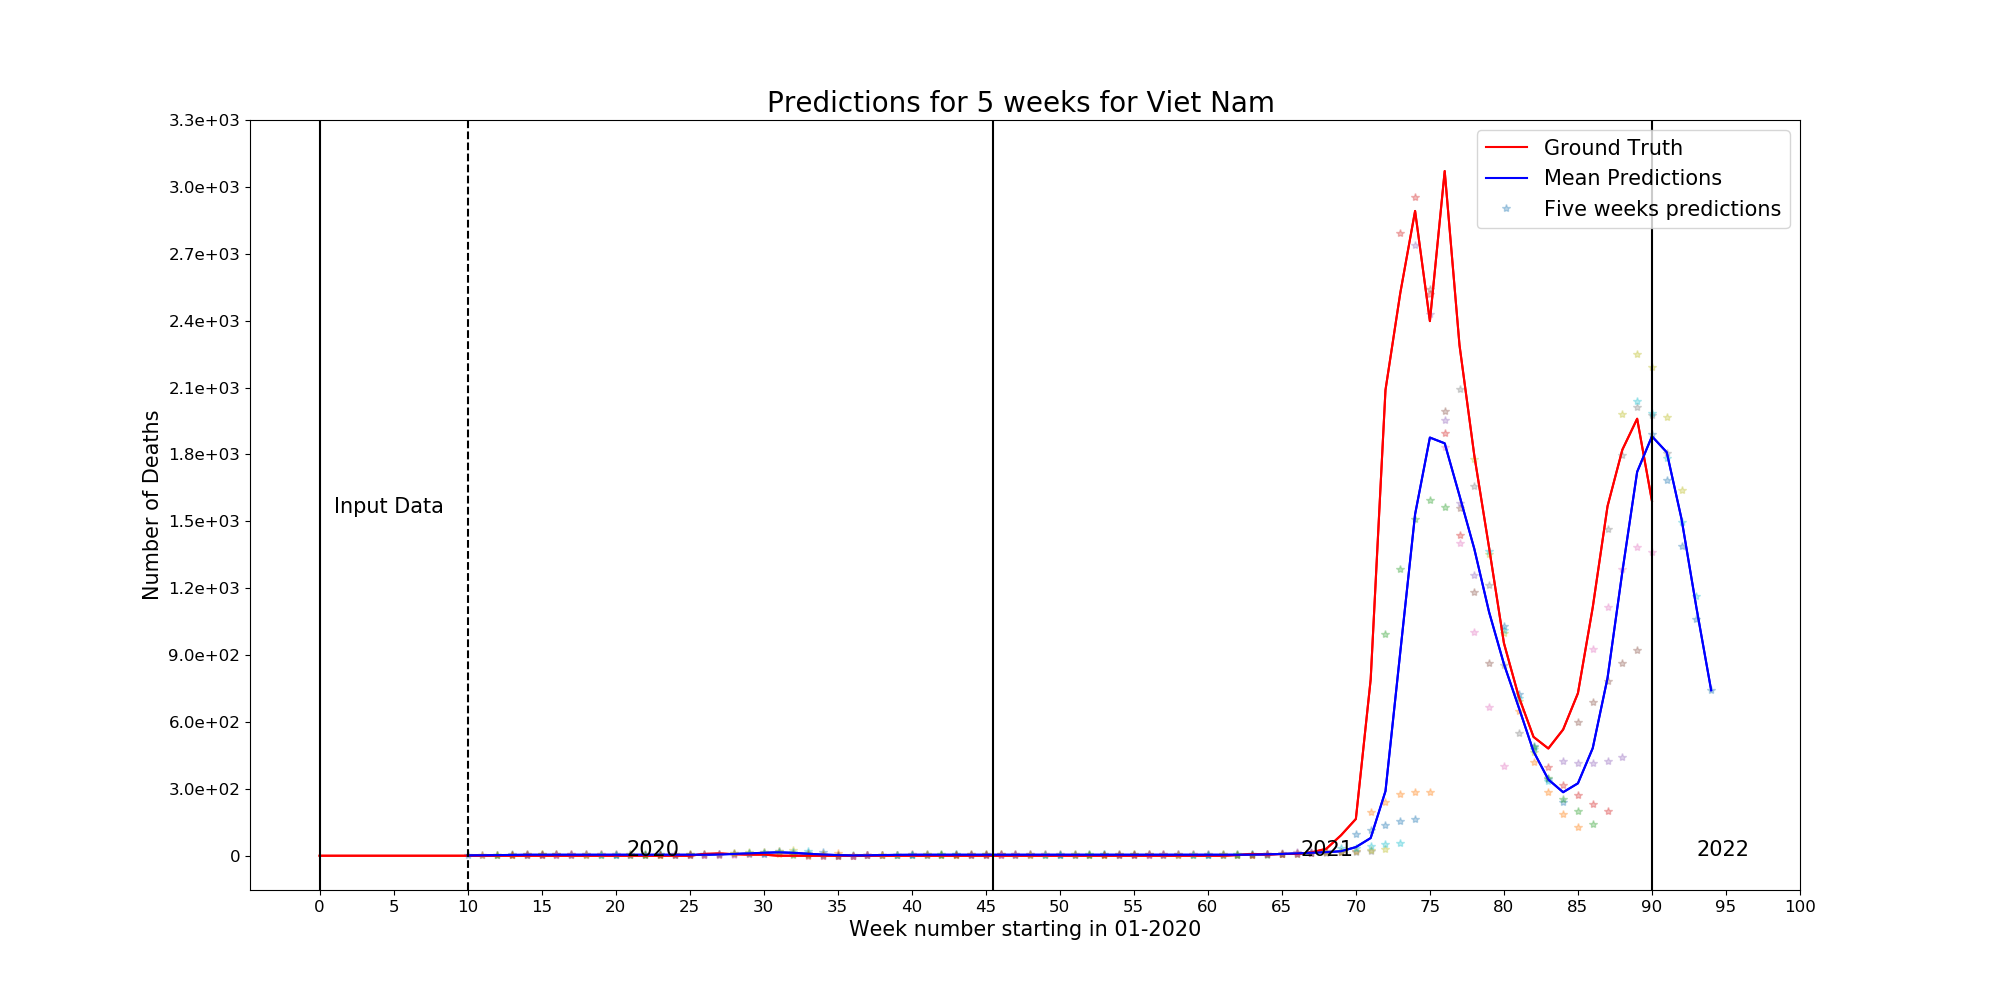 Predictions for 5 weeks for Viet Nam
3.3e+03
3.0e+03
2.7e+03
2.4e+03
2.1e+03
1.8e+03
1.5e+03
1.2e+03
9.0e+02
6.0e+02
3.0e+02
0
Number of Deaths
Ground Truth
Mean Predictions
Five weeks predictions
Input Data
2020
2021
2022
0 5 10 15 20 25 30 35 40 45 50 55 60 65 70 75 80 85 90 95 100
Week number starting in 01-2020